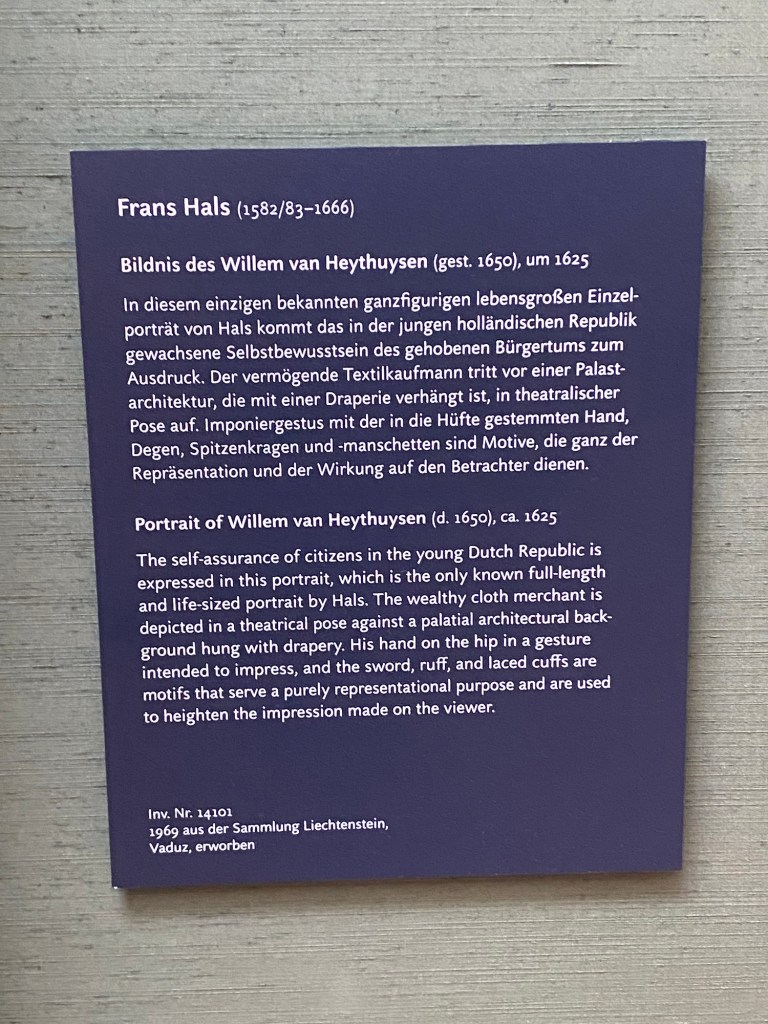 Frans Hals (1582/83–1666)
Bildnis des Willem van Heythuysen (gest. 1650), um 1625
In diesem einzigen bekannten ganzfigurigen lebensgroßen Einzel-
porträt von Hals kommt das in der jungen holländischen Republik
gewachsene Selbstbewusstsein des gehobenen Bürgertums zum
Ausdruck. Der vermögende Textilkaufmann tritt vor einer Palast-
architektur, die mit einer Draperie verhängt ist, in theatralischer
Pose auf. Imponiergestus mit der in die Hüfte gestemmten Hand,
Degen, Spitzenkragen und -manschetten sind Motive, die ganz der
Repräsentation und der Wirkung auf den Betrachter dienen.
Portrait of Willem van Heythuysen (d. 1650), ca. 1625
The self-assurance of citizens in the young Dutch Republic is
expressed in this portrait, which is the only known full-length
and life-sized portrait by Hals. The wealthy cloth merchant is
depicted in a theatrical pose against a palatial architectural back-
ground hung with drapery. His hand on the hip in a gesture
intended to impress, and the sword, ruff, and laced cuffs are
motifs that serve a purely representational purpose and are used
to heighten the impression made on the viewer.
Inv. Nr. 14101
1969 aus der Sammlung Liechtenstein,
Vaduz, erworben